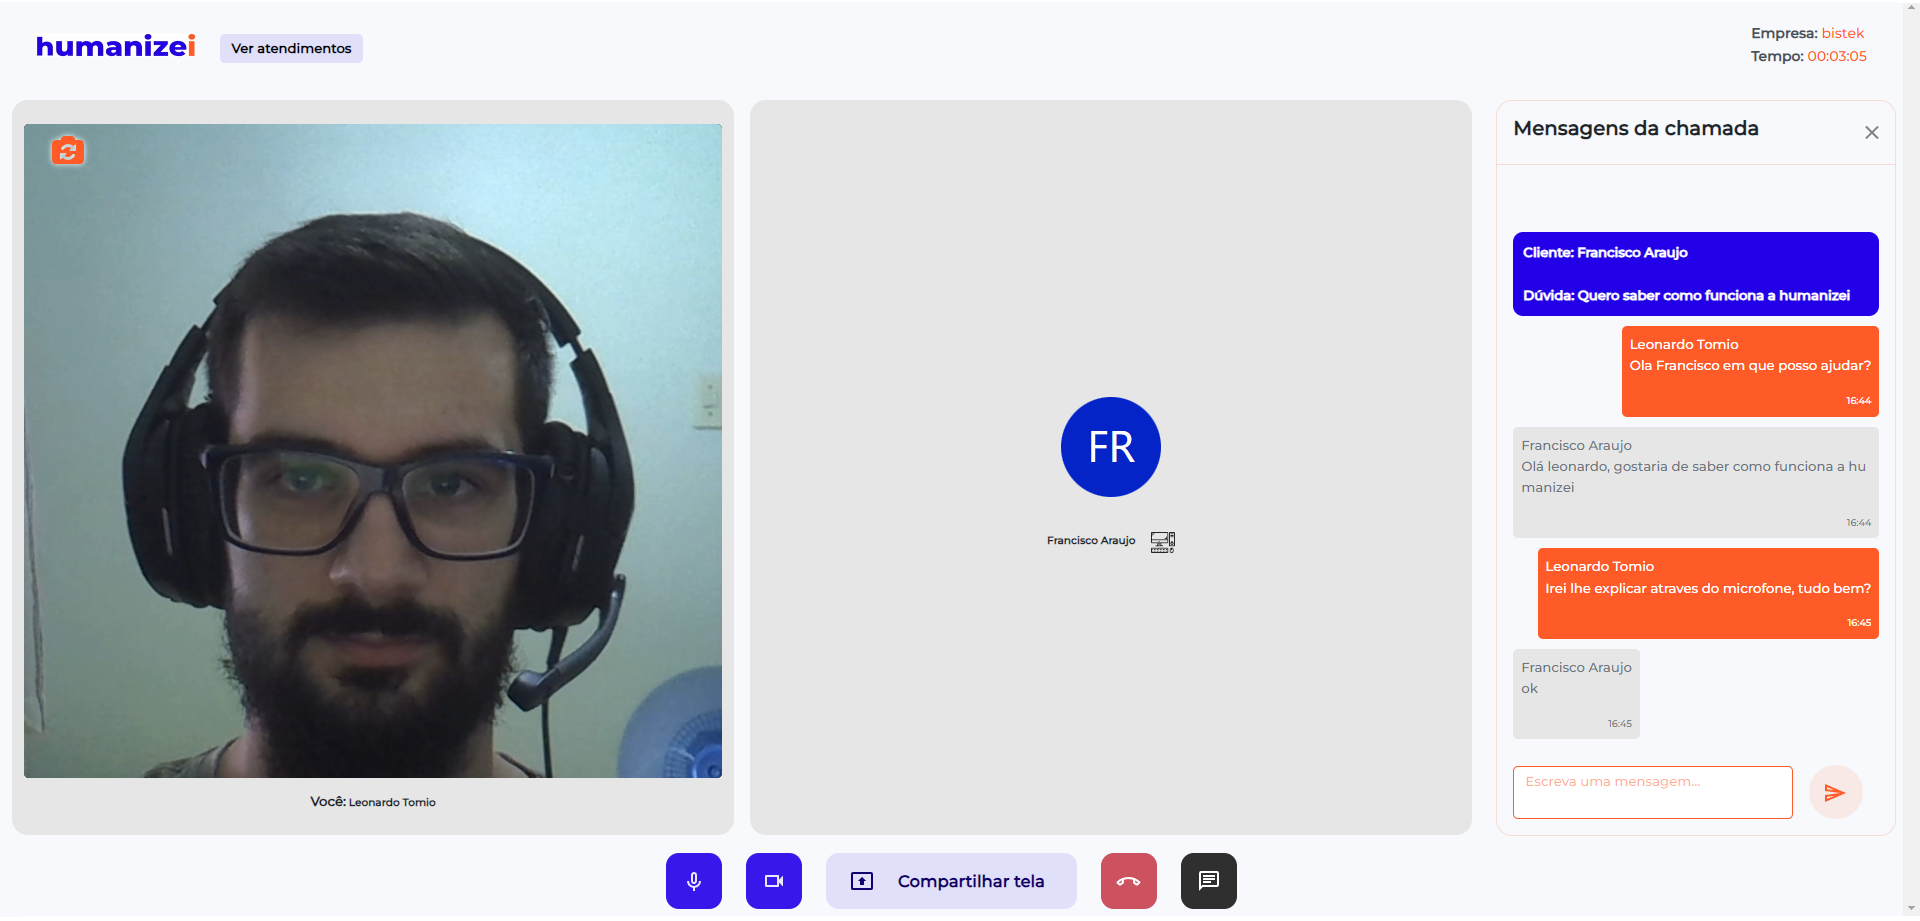 humanizei
Ver atendimentos
Empresa: bistek
Tempo: 00:03:05
Você: Leonardo Tomio
FR
Francisco Araujo
Mensagens da chamada
Cliente: Francisco Araujo
Dúvida: Quero saber como funciona a humanizei
Leonardo Tomio
Ola Francisco em que posso ajudar?
16:44
Francisco Araujo
Olá leonardo, gostaria de saber como funciona a hu
manizei
16:44
Leonardo Tomio
Irei lhe explicar atraves do microfone, tudo bem?
16:45
Francisco Araujo
ok
16:45
Escreva uma mensagem...
Compartilhar tela